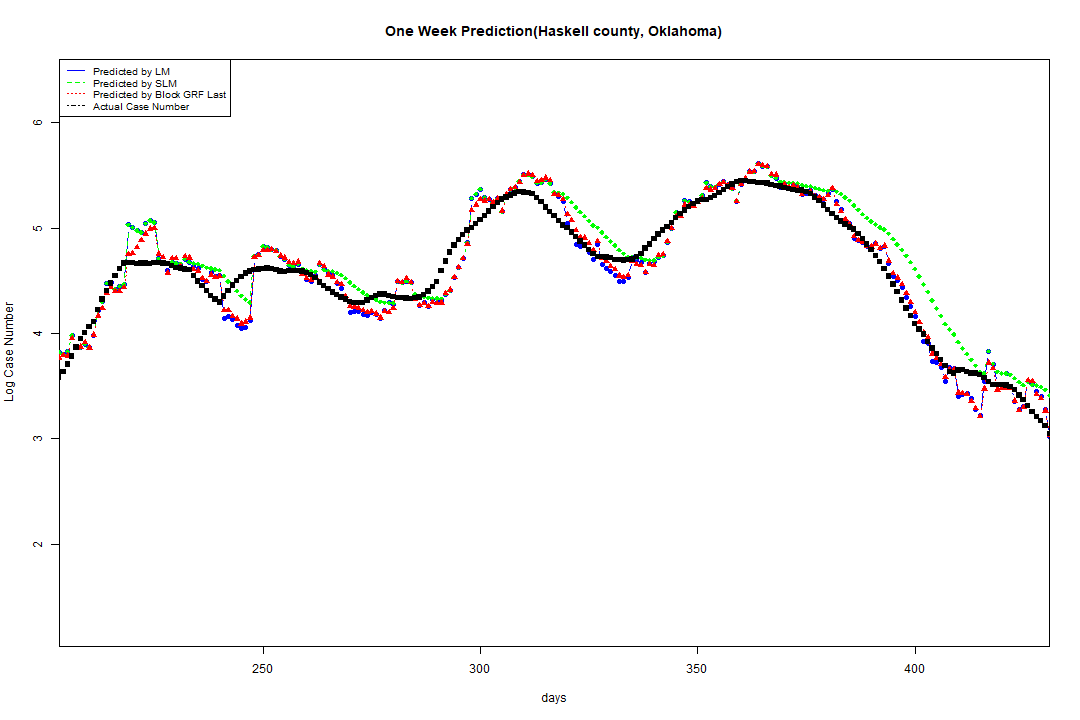 One Week Prediction(Haskell county, Oklahoma)
Predicted by LM
Predicted by SLM
Predicted by Block GRF Last
Actual Case Number
6
5
4
3
2
Log Case Number
250 300 350 400
days